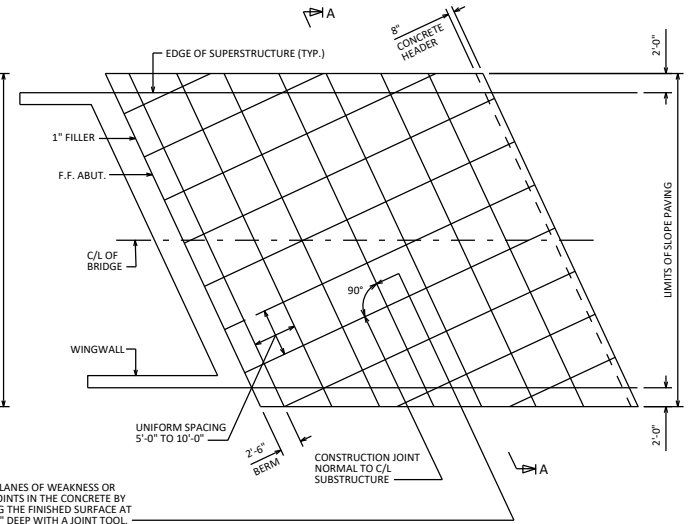 A
8"
CONCRETE
HEADER
2'-0"
EDGE OF SUPERSTRUCTURE (TYP.)
1" FILLER
F.F. ABUT.
LIMITS OF SLOPE PAVING
C/L OF
BRIDGE
90°
WINGWALL
UNIFORM SPACING
5'-0" TO 10'-0"
2'-6"
BERM
CONSTRUCTION JOINT
NORMAL TO C/L
SUBSTRUCTURE
2'-0"
A
LANES OF WEAKNESS OR
OINTS IN THE CONCRETE BY
G THE FINISHED SURFACE AT
" DEEP WITH A JOINT TOOL.